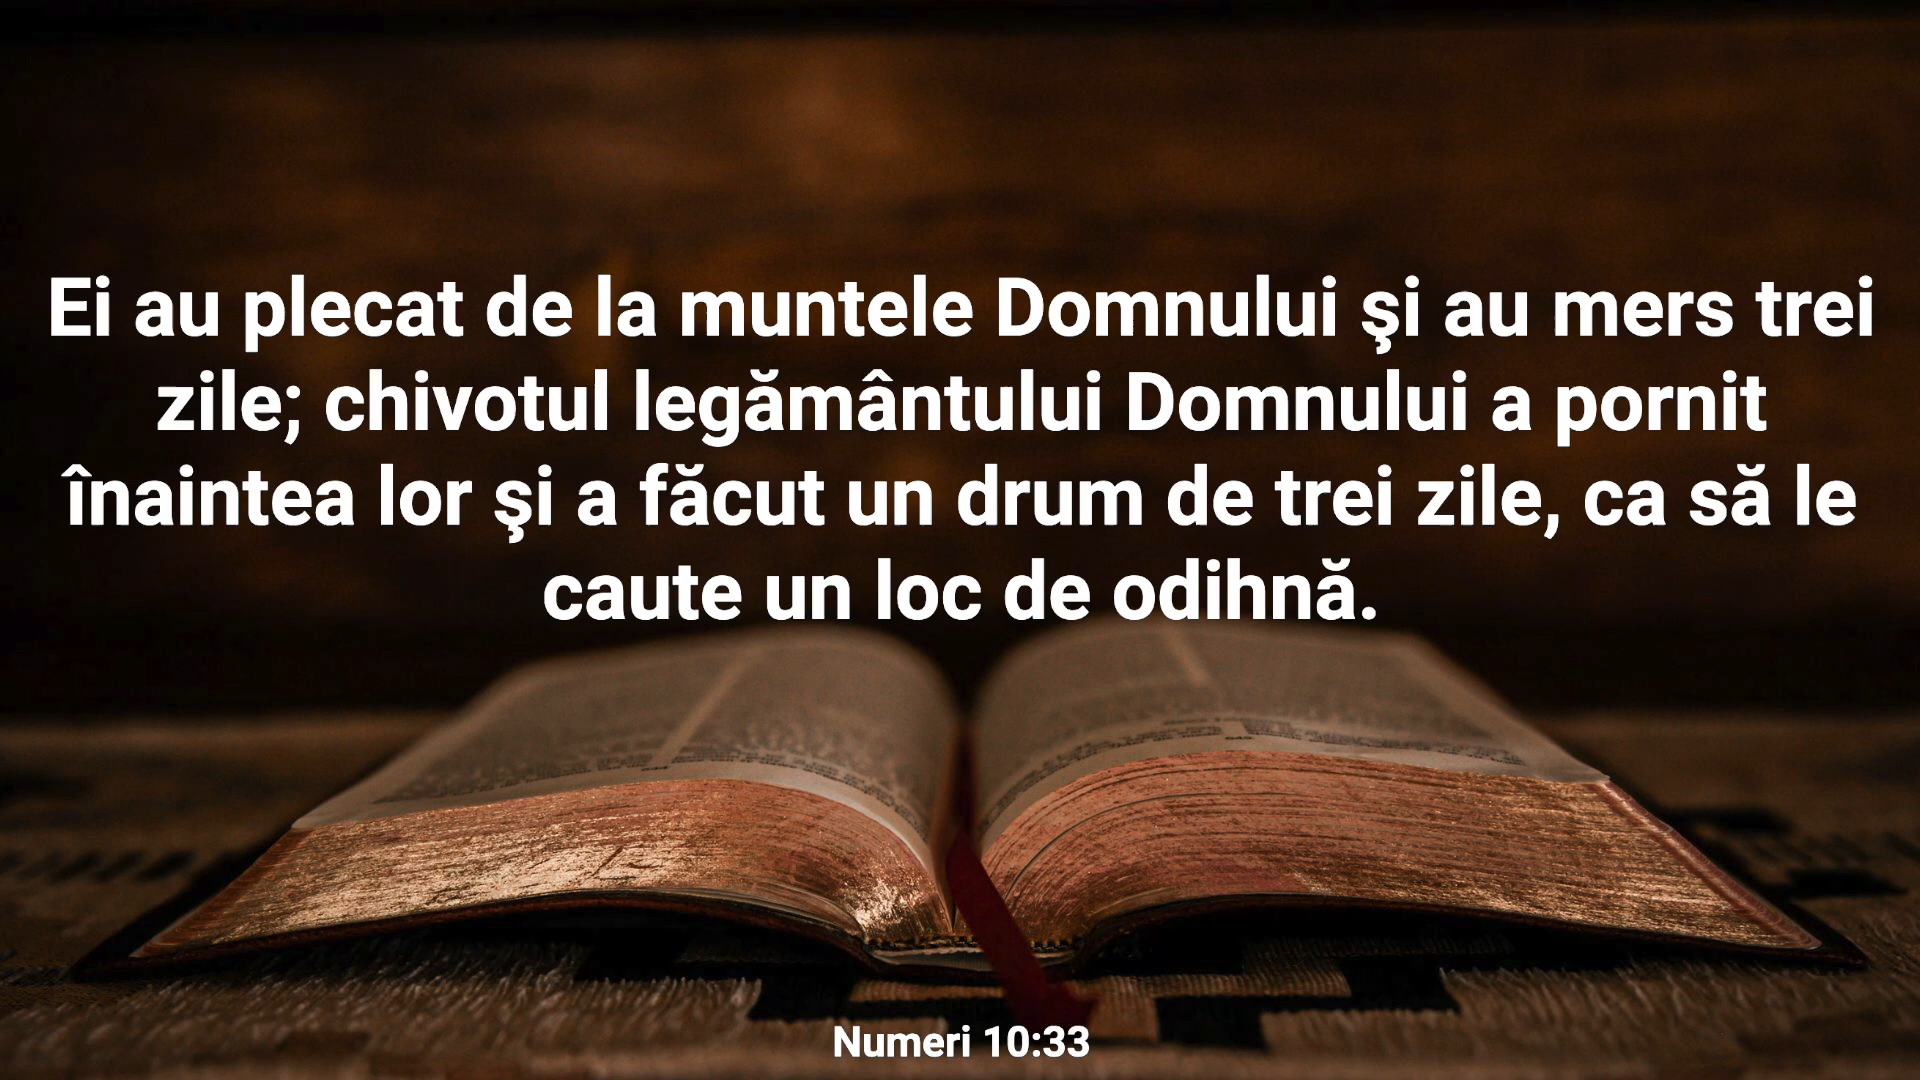 Ei au plecat de la muntele Domnului şi au mers trei
zile; chivotul legământului Domnului a pornit
înaintea lor şi a făcut un drum de trei zile, ca să le
caute un loc de odihnă.
Numeri 10:33